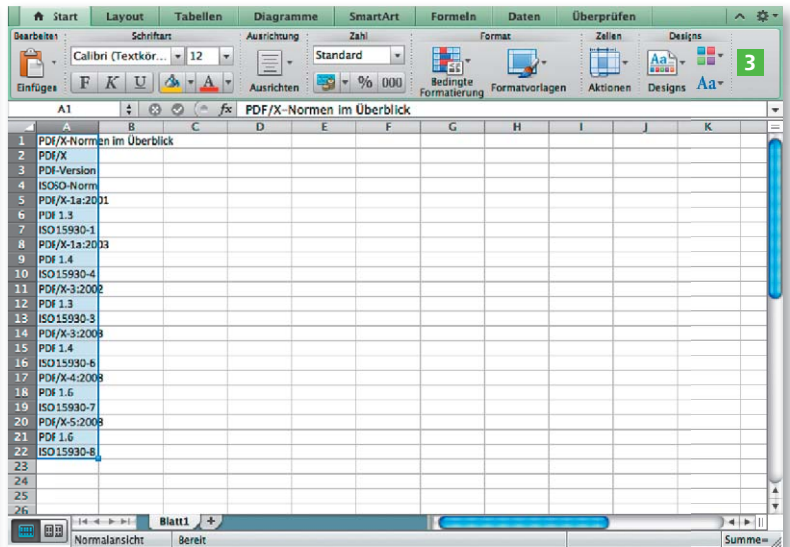 Start Layout Tabellen Diagramme SmartArt Formeln Daten Überprüfen
Bearbeiten Schriftart Ausrichtung Zahl Format Zellen Designs
Calibri (Textkör... 12 Standard
3
Einfügen F K U A Ausrichten % 000 Bedingte Formatierung Formatvorlagen Aktionen Designs Aa
A1 fx PDF/X-Normen im Überblick
A B C D E F G H I J K
1 PDF/X-Normen im Überblick
2 PDF/X
3 PDF-Version
4 ISOSO-Norm
5 PDF/X-1a:2001
6 PDF 1.3
7 ISO15930-1
8 PDF/X-1a:2003
9 PDF 1.4
10 ISO15930-4
11 PDF/X-3:2002
12 PDF 1.3
13 ISO15930-3
14 PDF/X-3:2003
15 PDF 1.4
16 ISO15930-6
17 PDF/X-4:2008
18 PDF 1.6
19 ISO15930-7
20 PDF/X-5:2008
21 PDF 1.6
22 ISO15930-8
23
24
25
26
Blatt1 +
Normalansicht Bereit Summe=